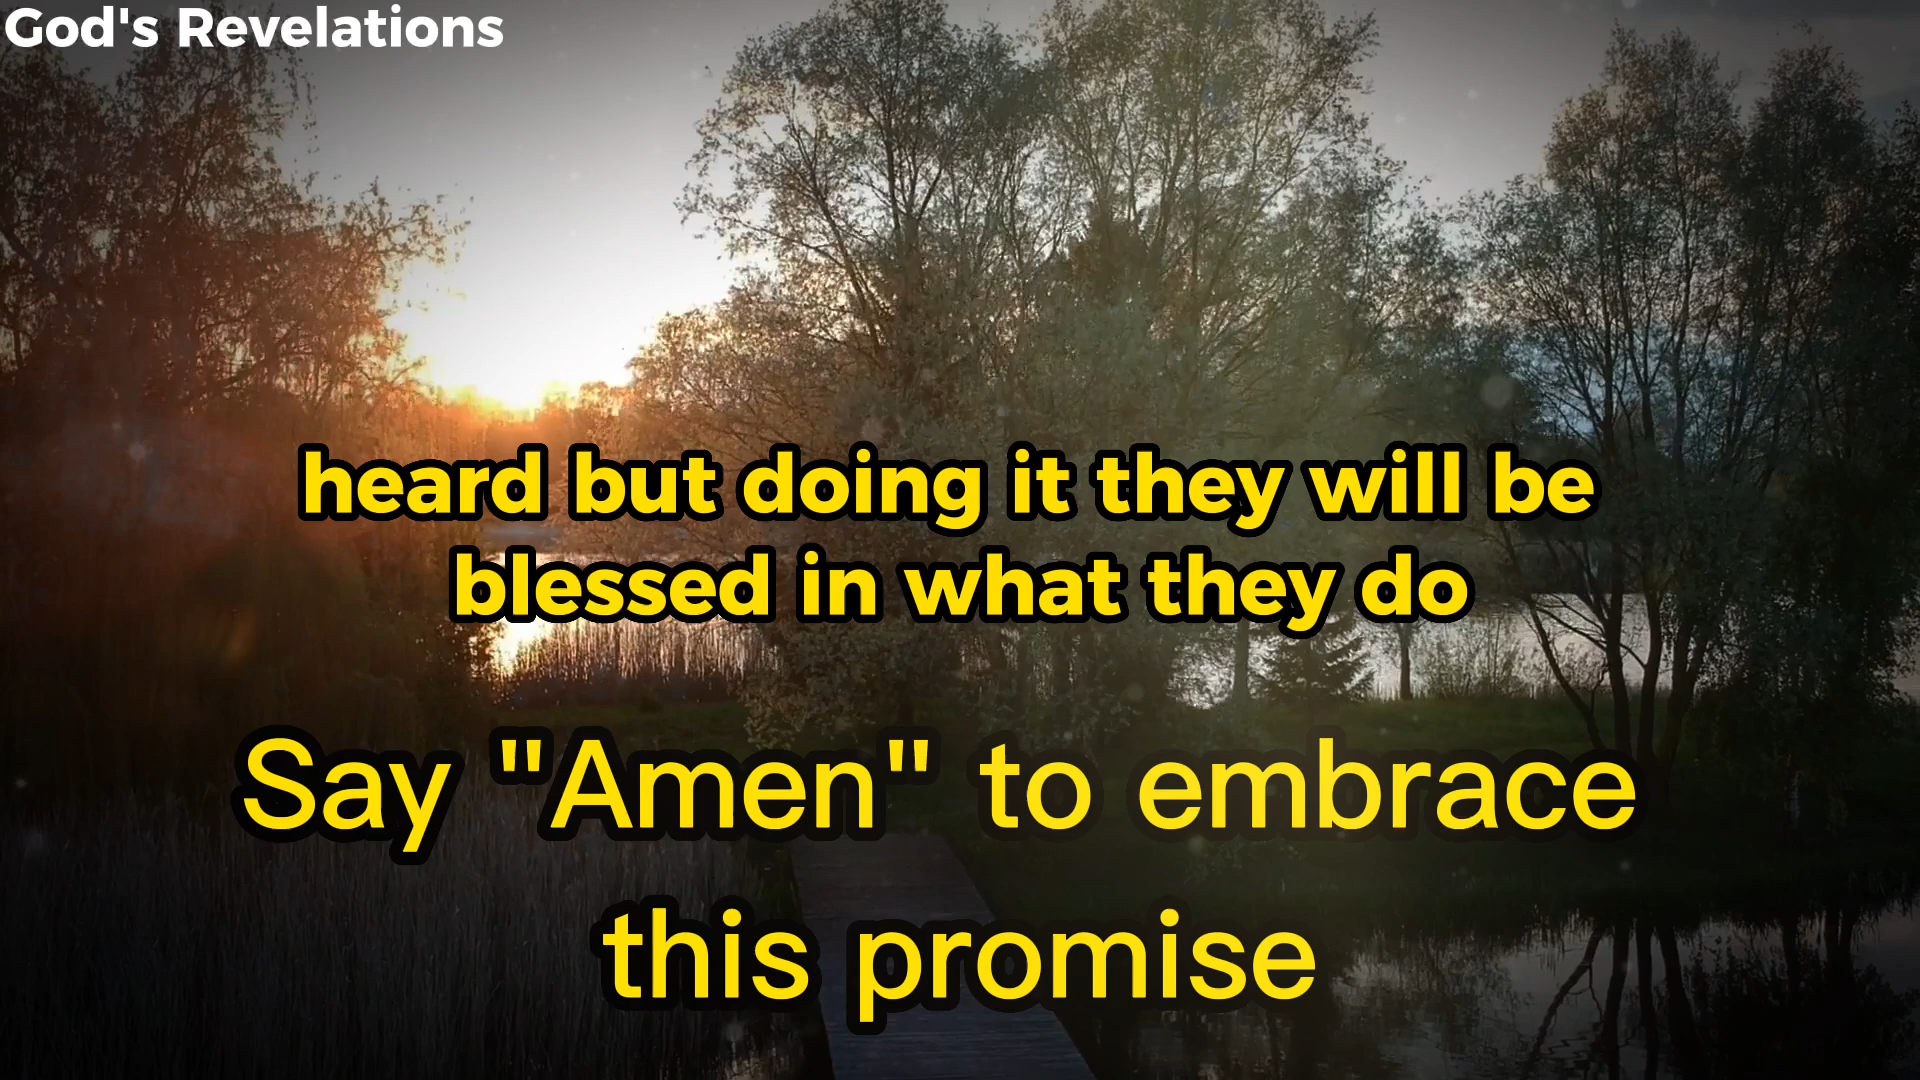 God's Revelations
heard but doing it they will be
blessed in what they do
Say "Amen" to embrace
this promise